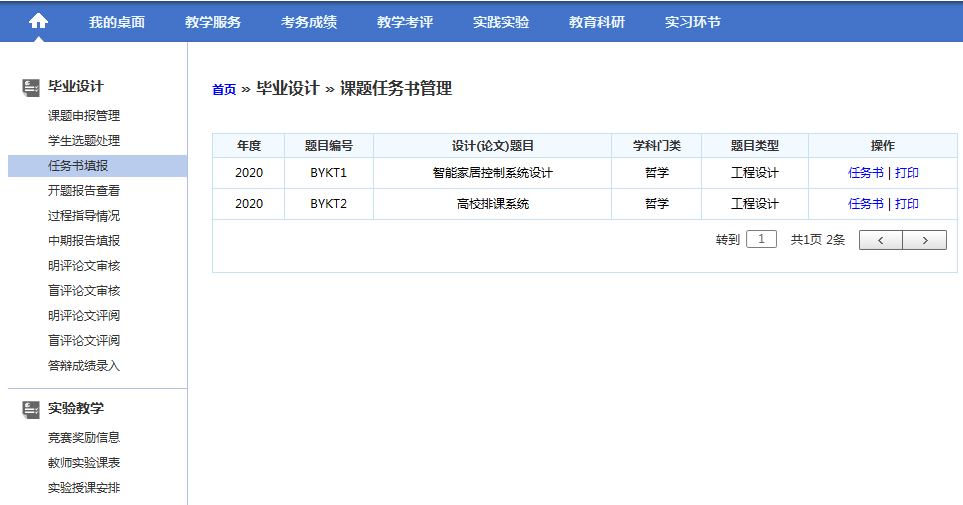 我的桌面 教学服务 考务成绩 教学考评 实践实验 教育科研 实习环节
毕业设计
课题申报管理
学生选题处理
任务书填报
开题报告查看
过程指导情况
中期报告填报
明评论文审核
盲评论文审核
明评论文评阅
盲评论文评阅
答辩成绩录入
实验教学
竞赛奖励信息
教师实验课表
实验授课安排
首页 » 毕业设计 » 课题任务书管理
年度 题目编号 设计(论文)题目 学科门类 题目类型 操作
2020 BYKT1 智能家居控制系统设计 哲学 工程设计 任务书 | 打印
2020 BYKT2 高校排课系统 哲学 工程设计 任务书 | 打印
转到 1 共1页 2条 < >